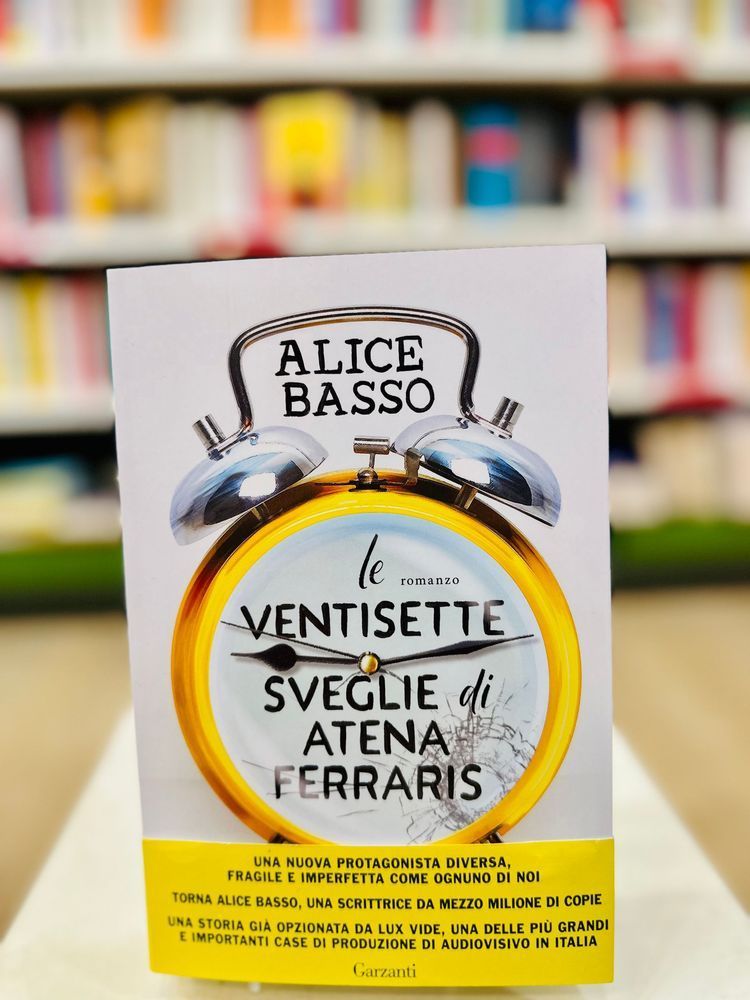 ALICE
BASSO
le
romanzo
VENTISETTE
SVEGLIE di
ATENA
FERRARIS
UNA NUOVA PROTAGONISTA DIVERSA,
FRAGILE E IMPERFETTA COME OGNUNO DI NOI
TORNA ALICE BASSO, UNA SCRITTRICE DA MEZZO MILIONE DI COPIE
UNA STORIA GIÀ OPZIONATA DA LUX VIDE, UNA DELLE PIÙ GRANDI
E IMPORTANTI CASE DI PRODUZIONE DI AUDIOVISIVO IN ITALIA
Garzanti